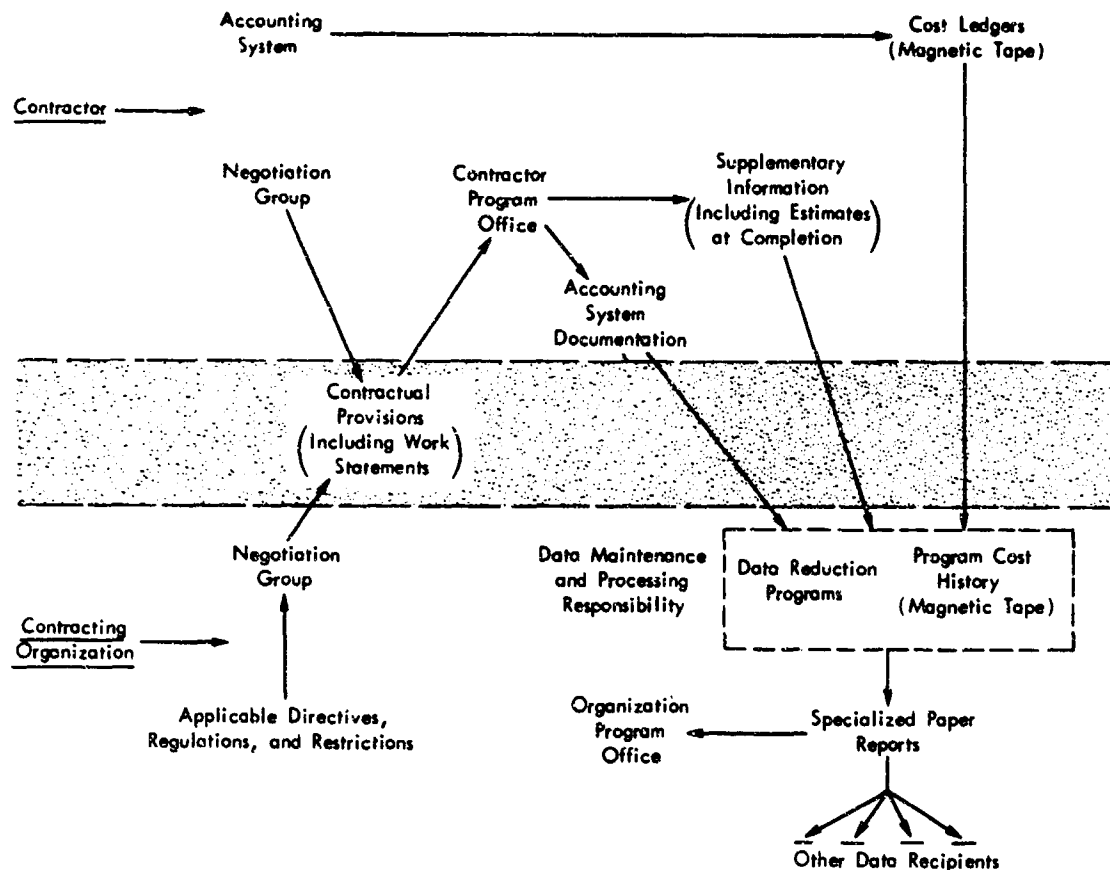 Accounting
System
Cost Ledgers
(Magnetic Tape)
Contractor
Negotiation
Group
Contractor
Program
Office
Supplementary
Information
(Including Estimates
at Completion)
Accounting
System
Documentation
Contractual
Provisions
(Including Work
Statements)
Negotiation
Group
Data Maintenance
and Processing
Responsibility
Data Reduction
Programs
Program Cost
History
(Magnetic Tape)
Contracting
Organization
Applicable Directives,
Regulations, and Restrictions
Organization
Program
Office
Specialized Paper
Reports
Other Data Recipients